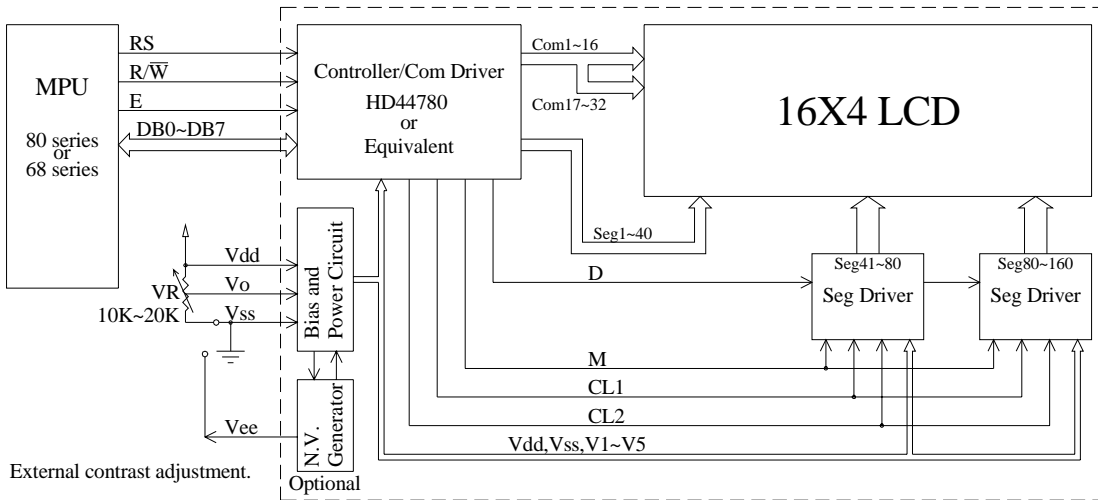 RS
R/W̅
E
DB0~DB7
MPU
80 series
or
68 series
Controller/Com Driver
HD44780
or
Equivalent
Com1~16
Com17~32
16X4 LCD
Seg1~40
Seg41~80
Seg Driver
Seg80~160
Seg Driver
D
M
CL1
CL2
Vdd,Vss,V1~V5
Vdd
Vo
VR
10K~20K
Vss
Vee
Bias and
Power Circuit
N.V.
Generator
Optional
External contrast adjustment.